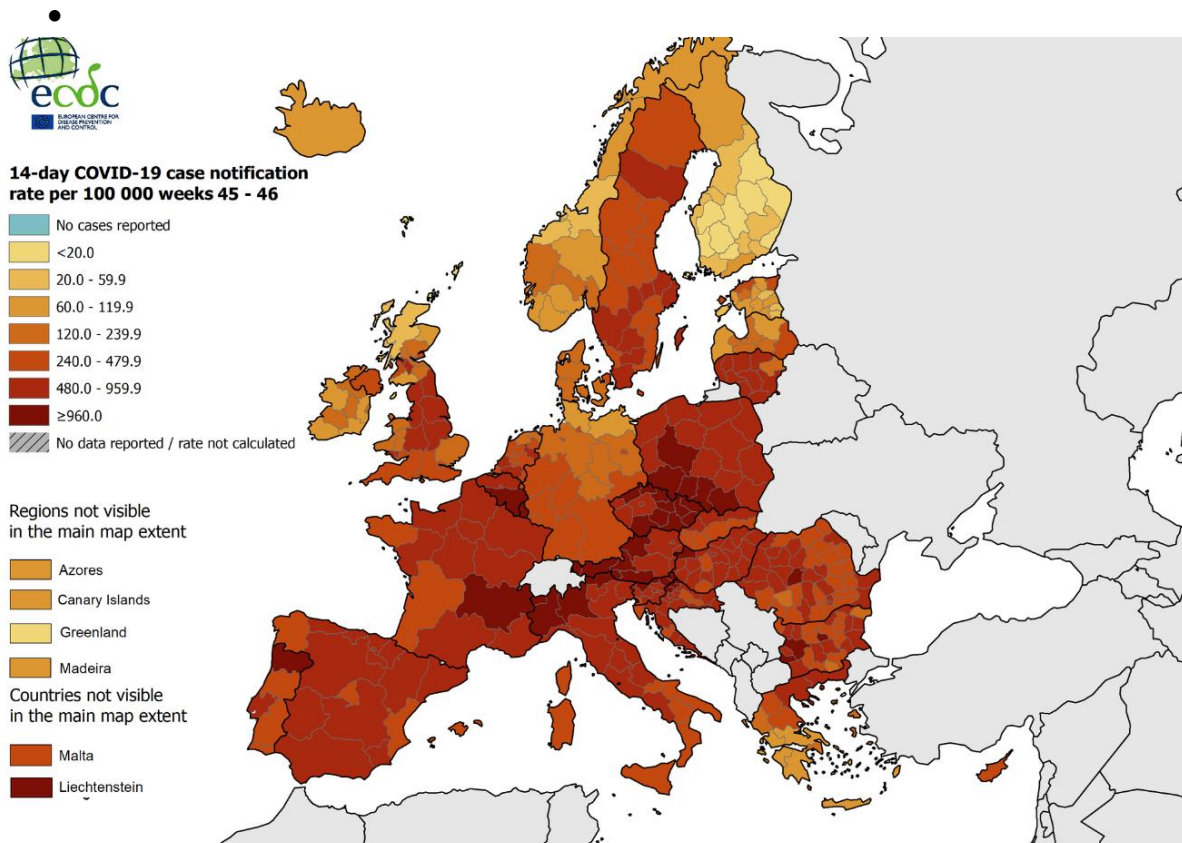 ecdc
EUROPEAN CENTRE FOR
DISEASE PREVENTION
AND CONTROL
14-day COVID-19 case notification
rate per 100 000 weeks 45 - 46
No cases reported
<20.0
20.0 - 59.9
60.0 - 119.9
120.0 - 239.9
240.0 - 479.9
480.0 - 959.9
≥960.0
No data reported / rate not calculated
Regions not visible
in the main map extent
Azores
Canary Islands
Greenland
Madeira
Countries not visible
in the main map extent
Malta
Liechtenstein